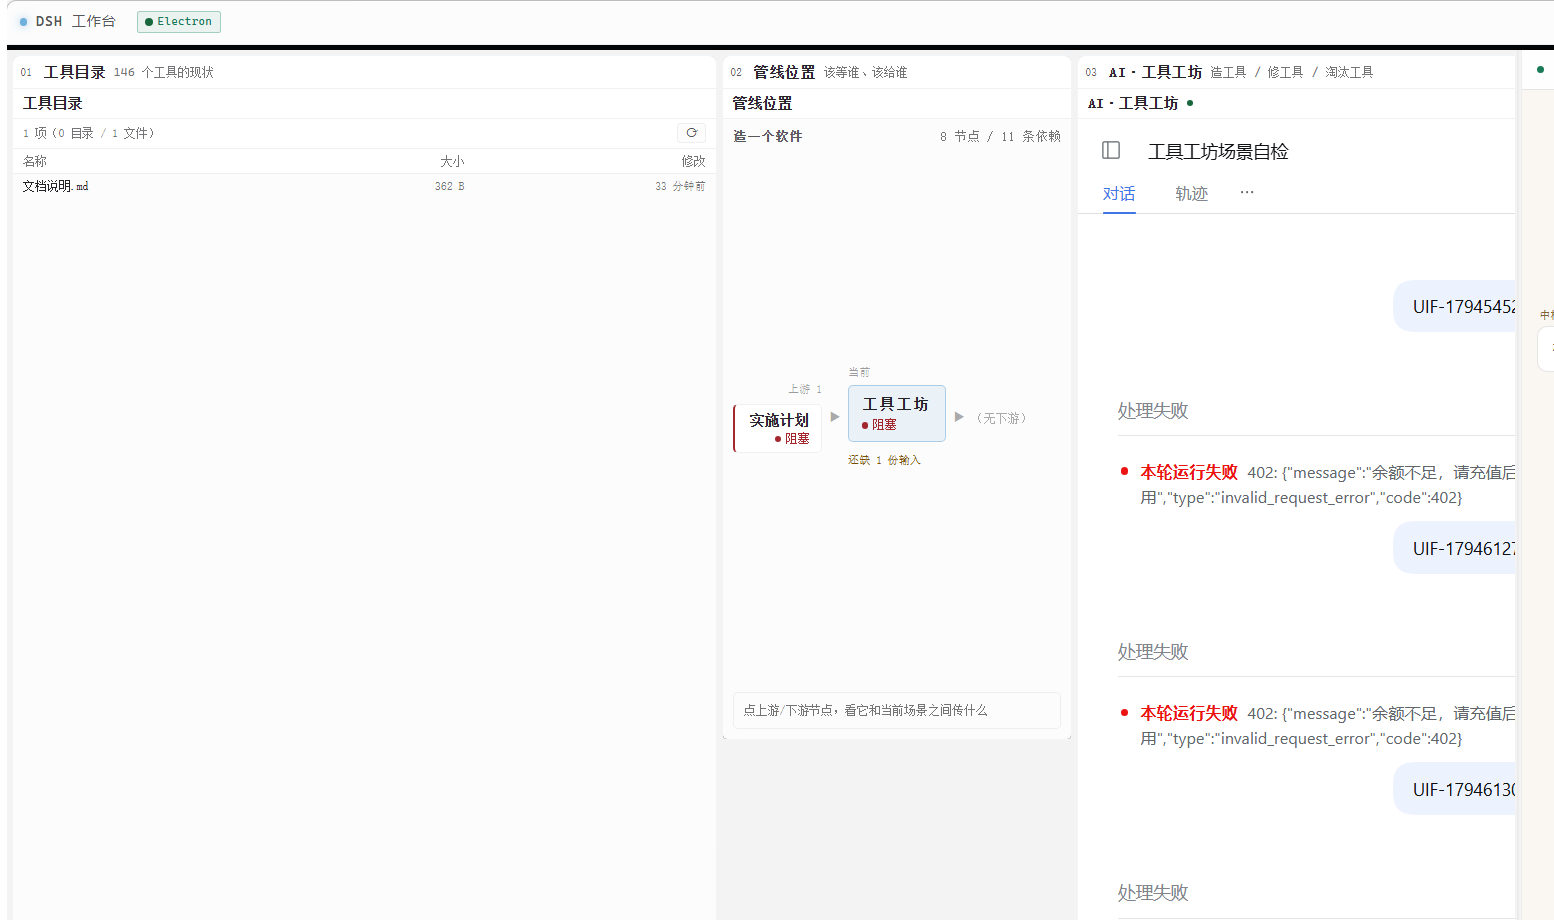 DSH 工作台
Electron
01 工具目录 146 个工具的现状
工具目录
1 项（0 目录 / 1 文件）
名称 大小 修改
文档说明.md 362 B 33 分钟前
02 管线位置 该等谁、该给谁
管线位置
造一个软件 8 节点 / 11 条依赖
上游 1
实施计划
阻塞
当前
工具工坊
阻塞
还缺 1 份输入
（无下游）
点上游/下游节点，看它和当前场景之间传什么
03 AI · 工具工坊 造工具 / 修工具 / 淘汰工具
AI · 工具工坊
工具工坊场景自检
对话 轨迹 ···
UIF-1794545
处理失败
本轮运行失败 402: {"message":"余额不足，请充值后
用","type":"invalid_request_error","code":402}
UIF-1794612
处理失败
本轮运行失败 402: {"message":"余额不足，请充值后
用","type":"invalid_request_error","code":402}
UIF-1794613
处理失败